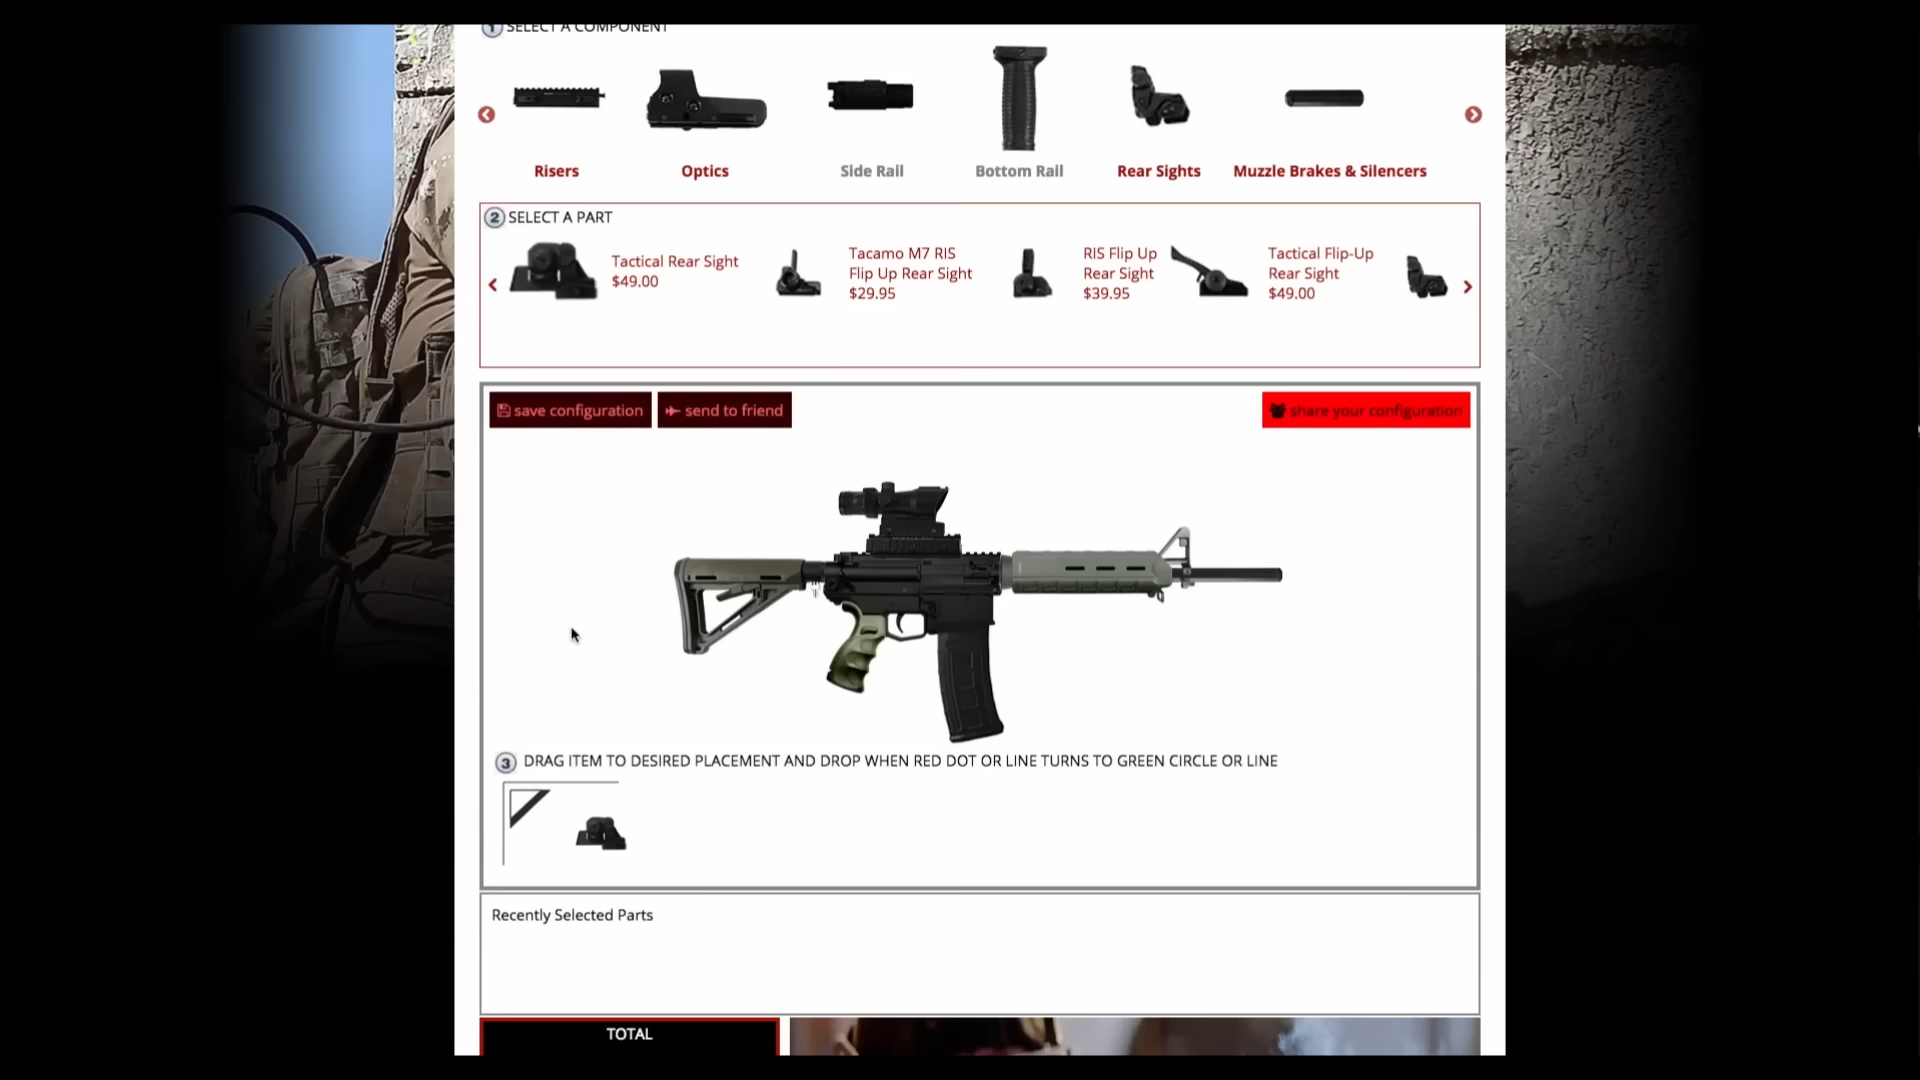 1 SELECT A COMPONENT
Risers
Optics
Side Rail
Bottom Rail
Rear Sights
Muzzle Brakes & Silencers
2 SELECT A PART
Tactical Rear Sight
$49.00
Tacamo M7 RIS
Flip Up Rear Sight
$29.95
RIS Flip Up
Rear Sight
$39.95
Tactical Flip-Up
Rear Sight
$49.00
save configuration
send to friend
share your configuration
3 DRAG ITEM TO DESIRED PLACEMENT AND DROP WHEN RED DOT OR LINE TURNS TO GREEN CIRCLE OR LINE
Recently Selected Parts
TOTAL